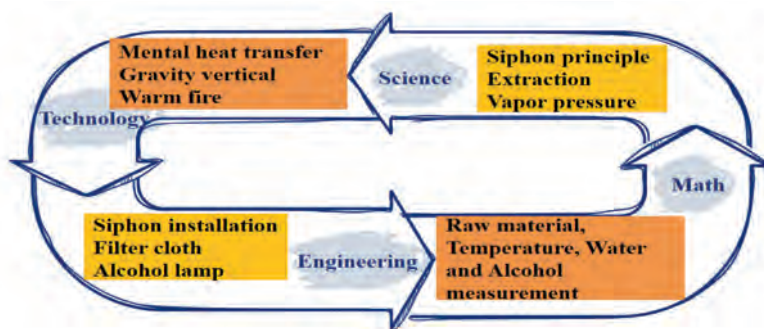 Mental heat transfer
Gravity vertical
Warm fire
Science
Siphon principle
Extraction
Vapor pressure
Technology
Math
Siphon installation
Filter cloth
Alcohol lamp
Engineering
Raw material,
Temperature, Water
and Alcohol
measurement